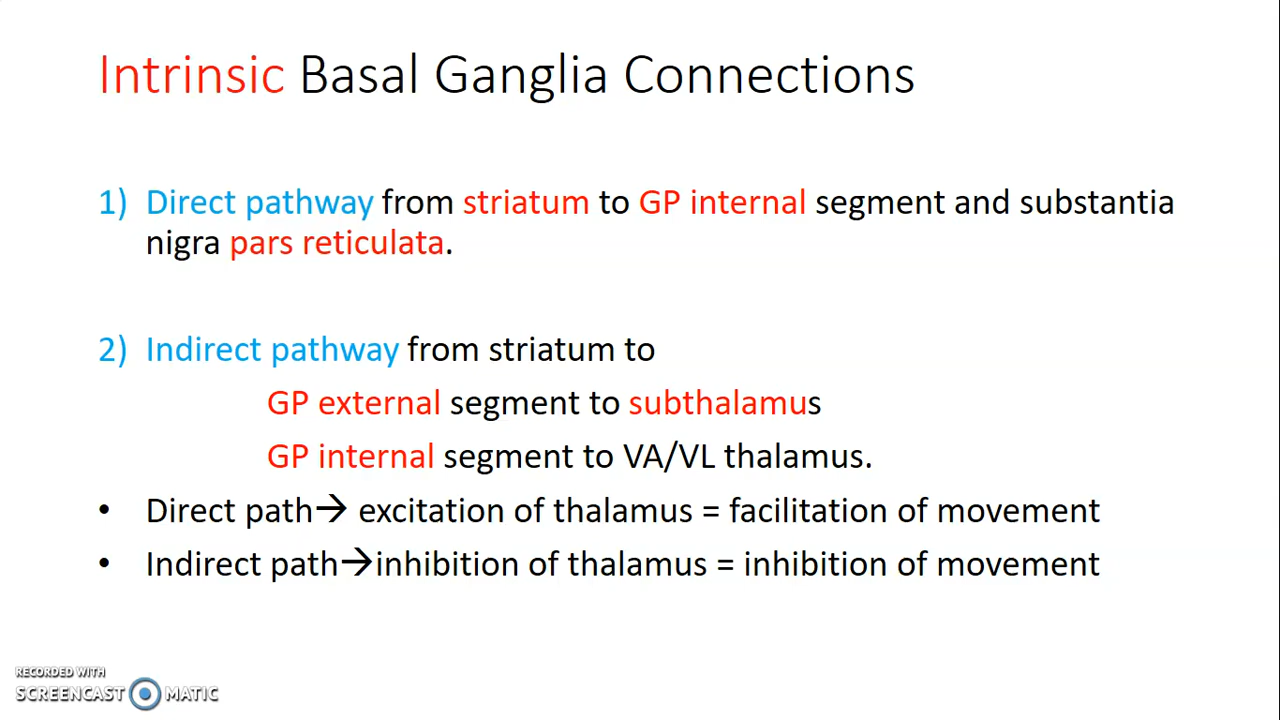 Intrinsic Basal Ganglia Connections
1) Direct pathway from striatum to GP internal segment and substantia
nigra pars reticulata.
2) Indirect pathway from striatum to
GP external segment to subthalamus
GP internal segment to VA/VL thalamus.
• Direct path→ excitation of thalamus = facilitation of movement
• Indirect path→inhibition of thalamus = inhibition of movement
RECORDED WITH
SCREENCAST MATIC